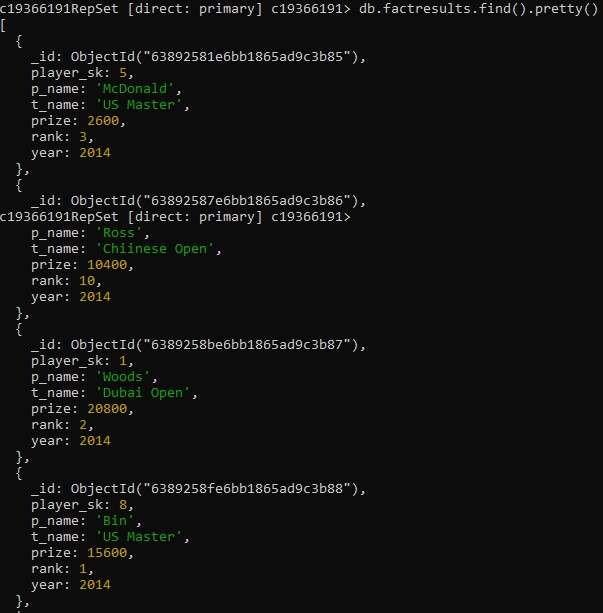 c19366191RepSet [direct: primary] c19366191> db.factresults.find().pretty()
[
  {
    _id: ObjectId("63892581e6bb1865ad9c3b85"),
    player_sk: 5,
    p_name: 'McDonald',
    t_name: 'US Master',
    prize: 2600,
    rank: 3,
    year: 2014
  },
  {
    _id: ObjectId("63892587e6bb1865ad9c3b86"),
c19366191RepSet [direct: primary] c19366191>
    p_name: 'Ross',
    t_name: 'Chiinese Open',
    prize: 10400,
    rank: 10,
    year: 2014
  },
  {
    _id: ObjectId("6389258be6bb1865ad9c3b87"),
    player_sk: 1,
    p_name: 'Woods',
    t_name: 'Dubai Open',
    prize: 20800,
    rank: 2,
    year: 2014
  },
  {
    _id: ObjectId("6389258fe6bb1865ad9c3b88"),
    player_sk: 8,
    p_name: 'Bin',
    t_name: 'US Master',
    prize: 15600,
    rank: 1,
    year: 2014
  },